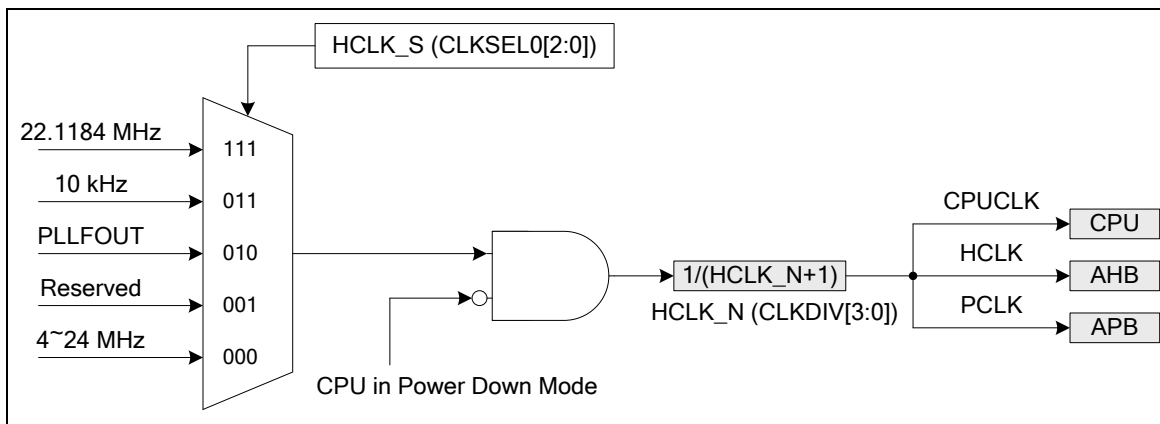 HCLK_S (CLKSEL0[2:0])
22.1184 MHz
111
10 kHz
011
PLLFOUT
010
Reserved
001
4~24 MHz
000
CPU in Power Down Mode
1/(HCLK_N+1)
HCLK_N (CLKDIV[3:0])
CPUCLK
CPU
HCLK
AHB
PCLK
APB